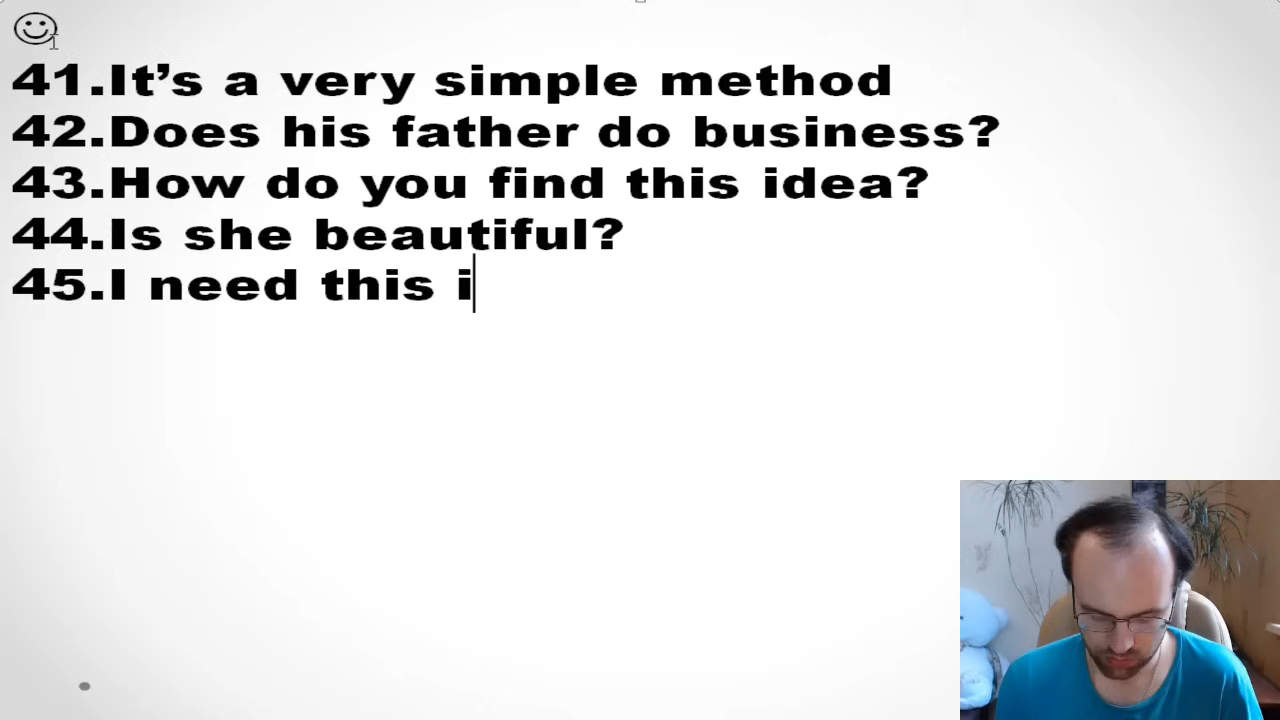 41.It's a very simple method
42.Does his father do business?
43.How do you find this idea?
44.Is she beautiful?
45.I need this i